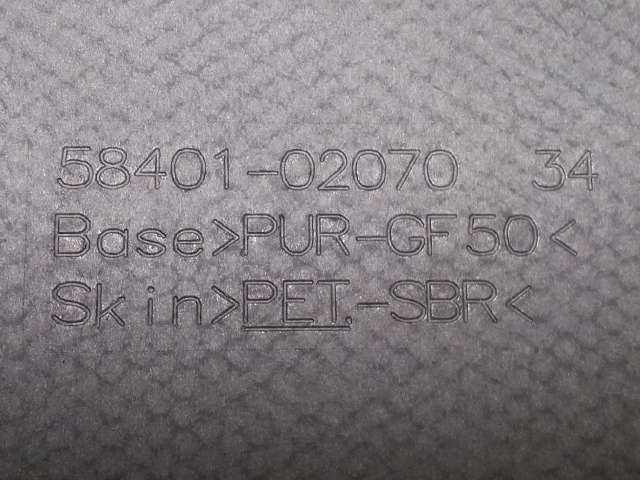 58401-02070 34
Base>PUR-GF50<
Skin>PET-SBR<